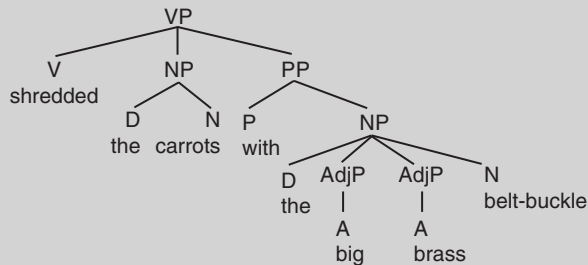 VP
V NP PP
shredded
D N P NP
the carrots with
D AdjP AdjP N
the belt-buckle
A A
big brass